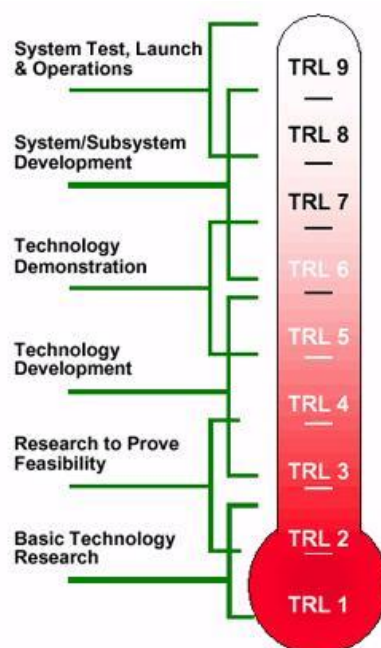 System Test, Launch
& Operations
System/Subsystem
Development
Technology
Demonstration
Technology
Development
Research to Prove
Feasibility
Basic Technology
Research
TRL 9
TRL 8
TRL 7
TRL 6
TRL 5
TRL 4
TRL 3
TRL 2
TRL 1